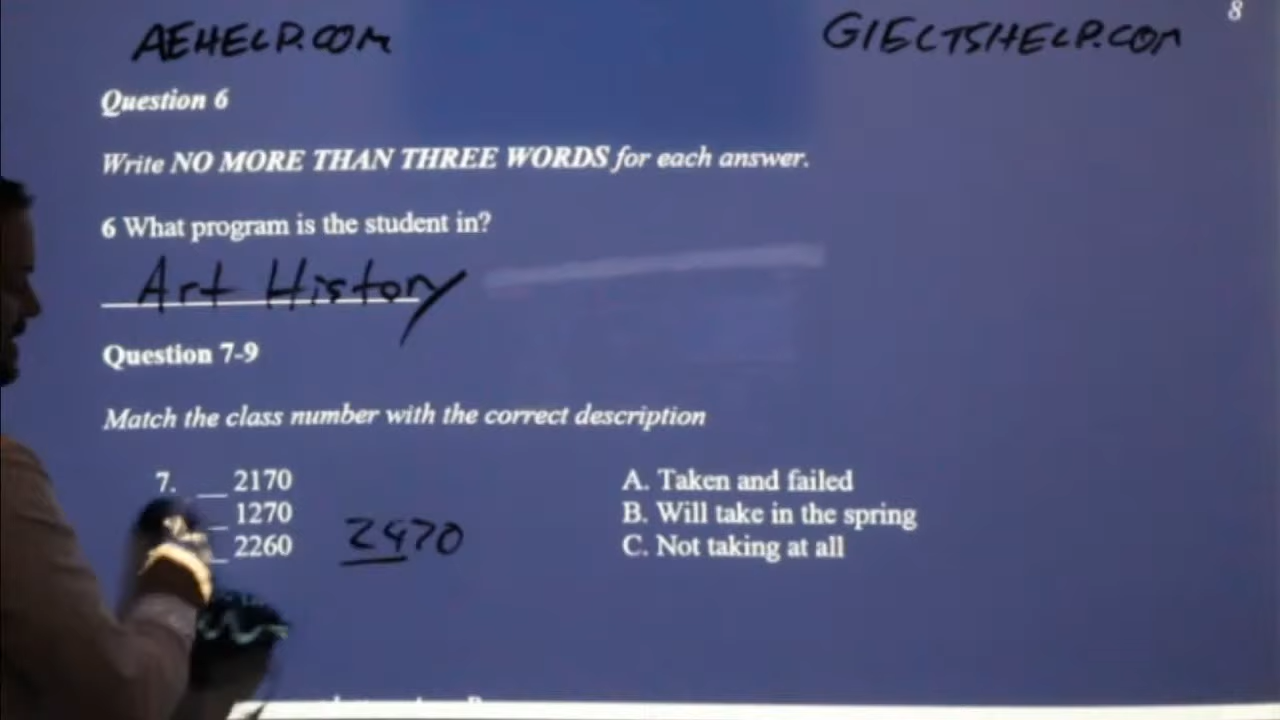 8
AEHELP.COM
GIELTSHELP.COM
Question 6
Write NO MORE THAN THREE WORDS for each answer.
6 What program is the student in?
Art History
Question 7-9
Match the class number with the correct description
7. __ 2170 A. Taken and failed
_ 1270 B. Will take in the spring
_ 2260 2470 C. Not taking at all